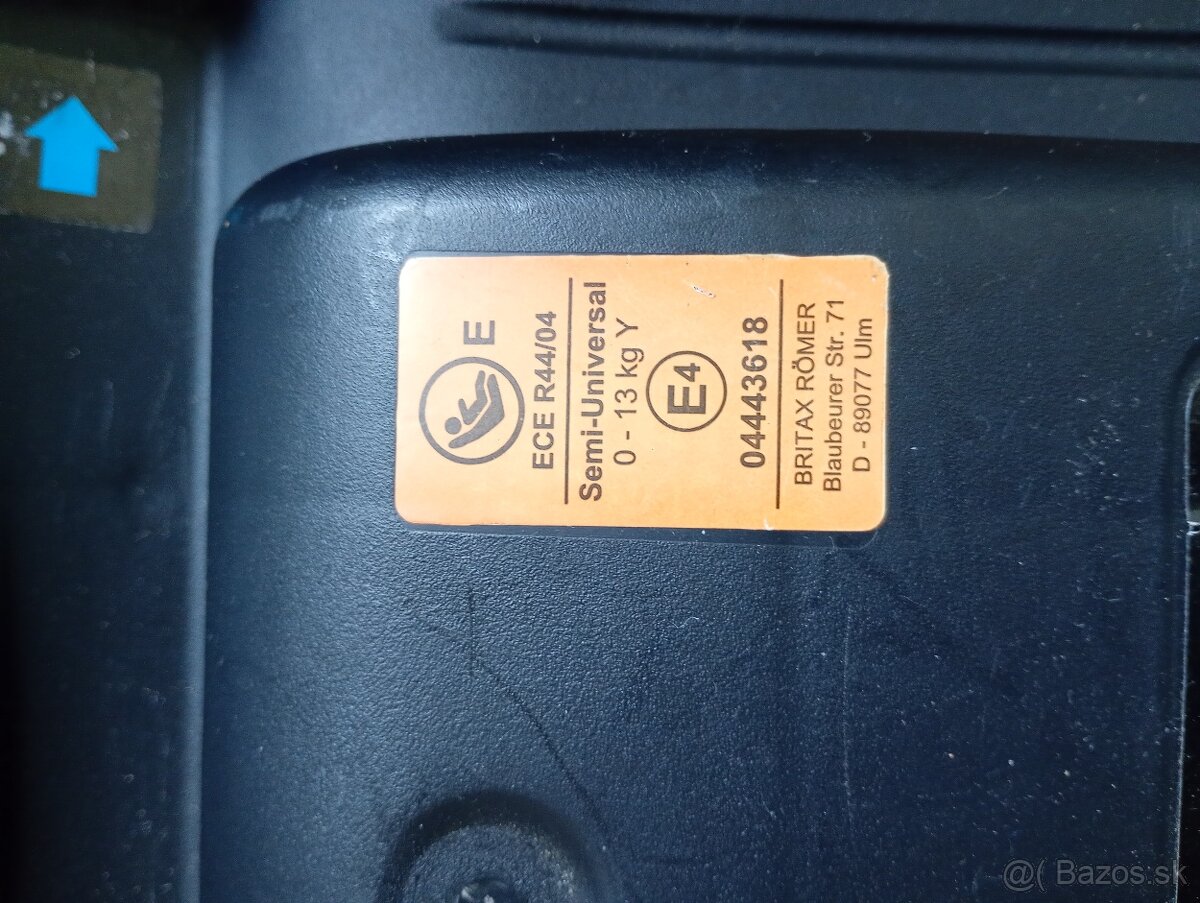 E
ECE R44/04
Semi-Universal
0 - 13 kg Y
E4
04443618
BRITAX RÖMER
Blaubeurer Str. 71
D - 89077 Ulm
@( Bazos.sk